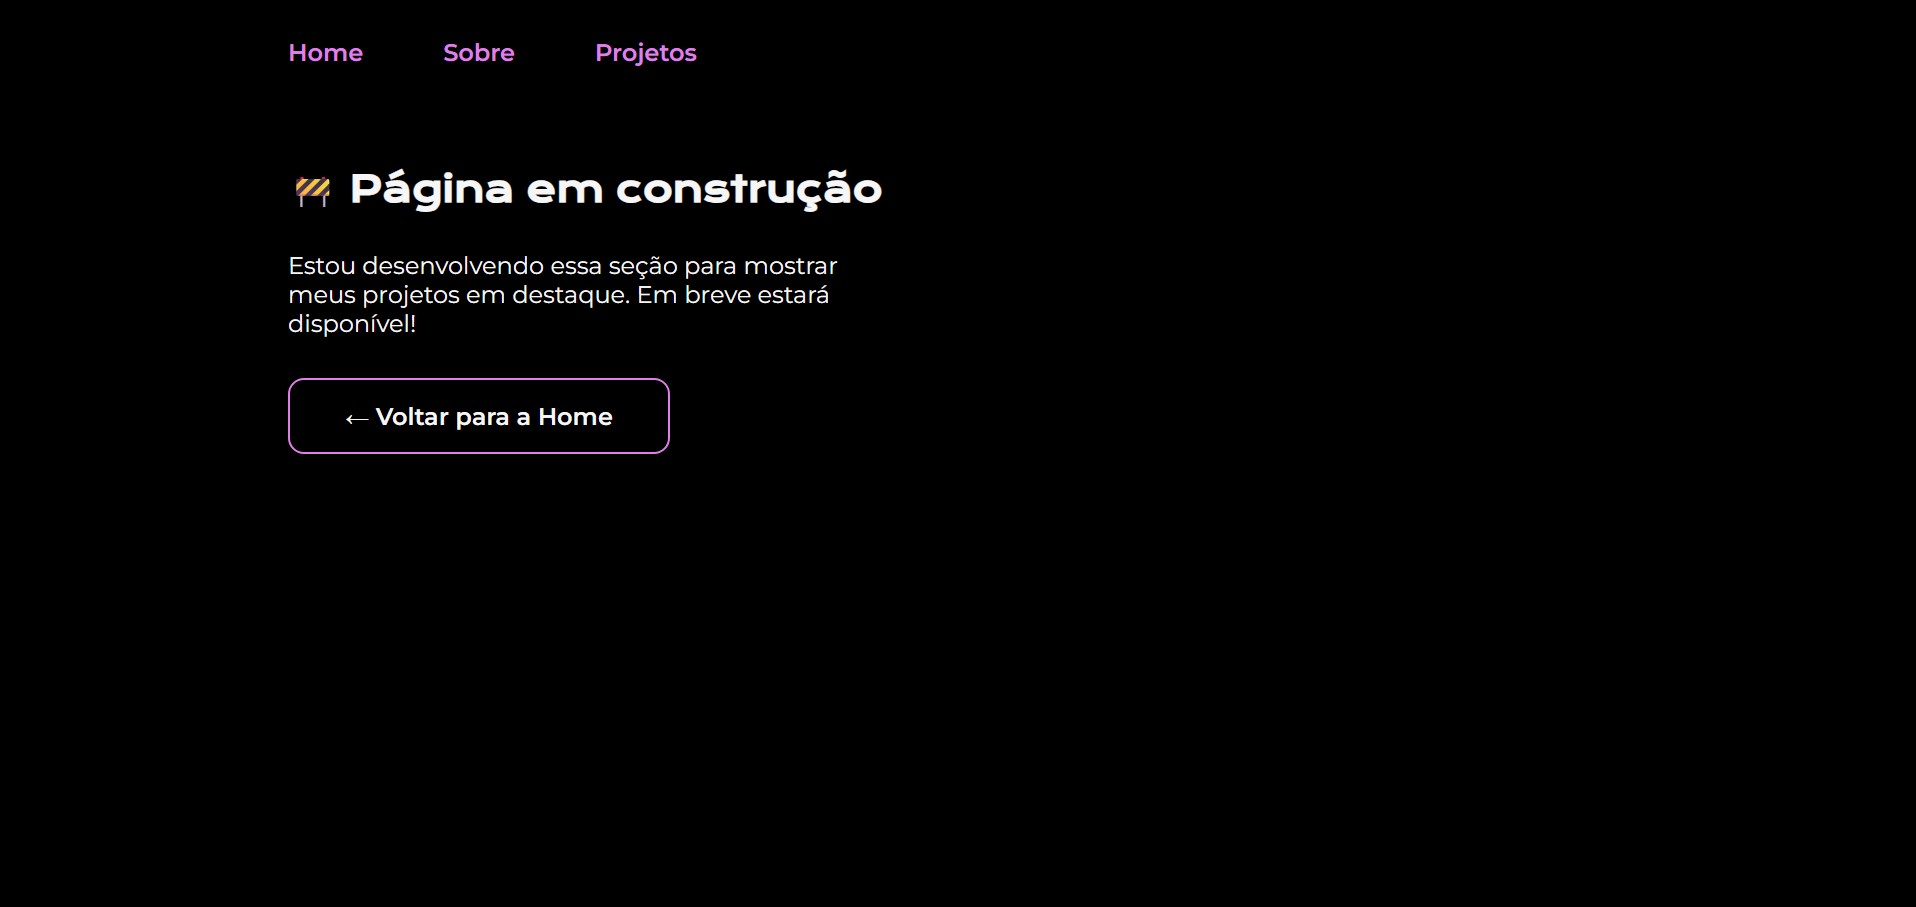 Home Sobre Projetos
🚧 Página em construção
Estou desenvolvendo essa seção para mostrar
meus projetos em destaque. Em breve estará
disponível!
← Voltar para a Home